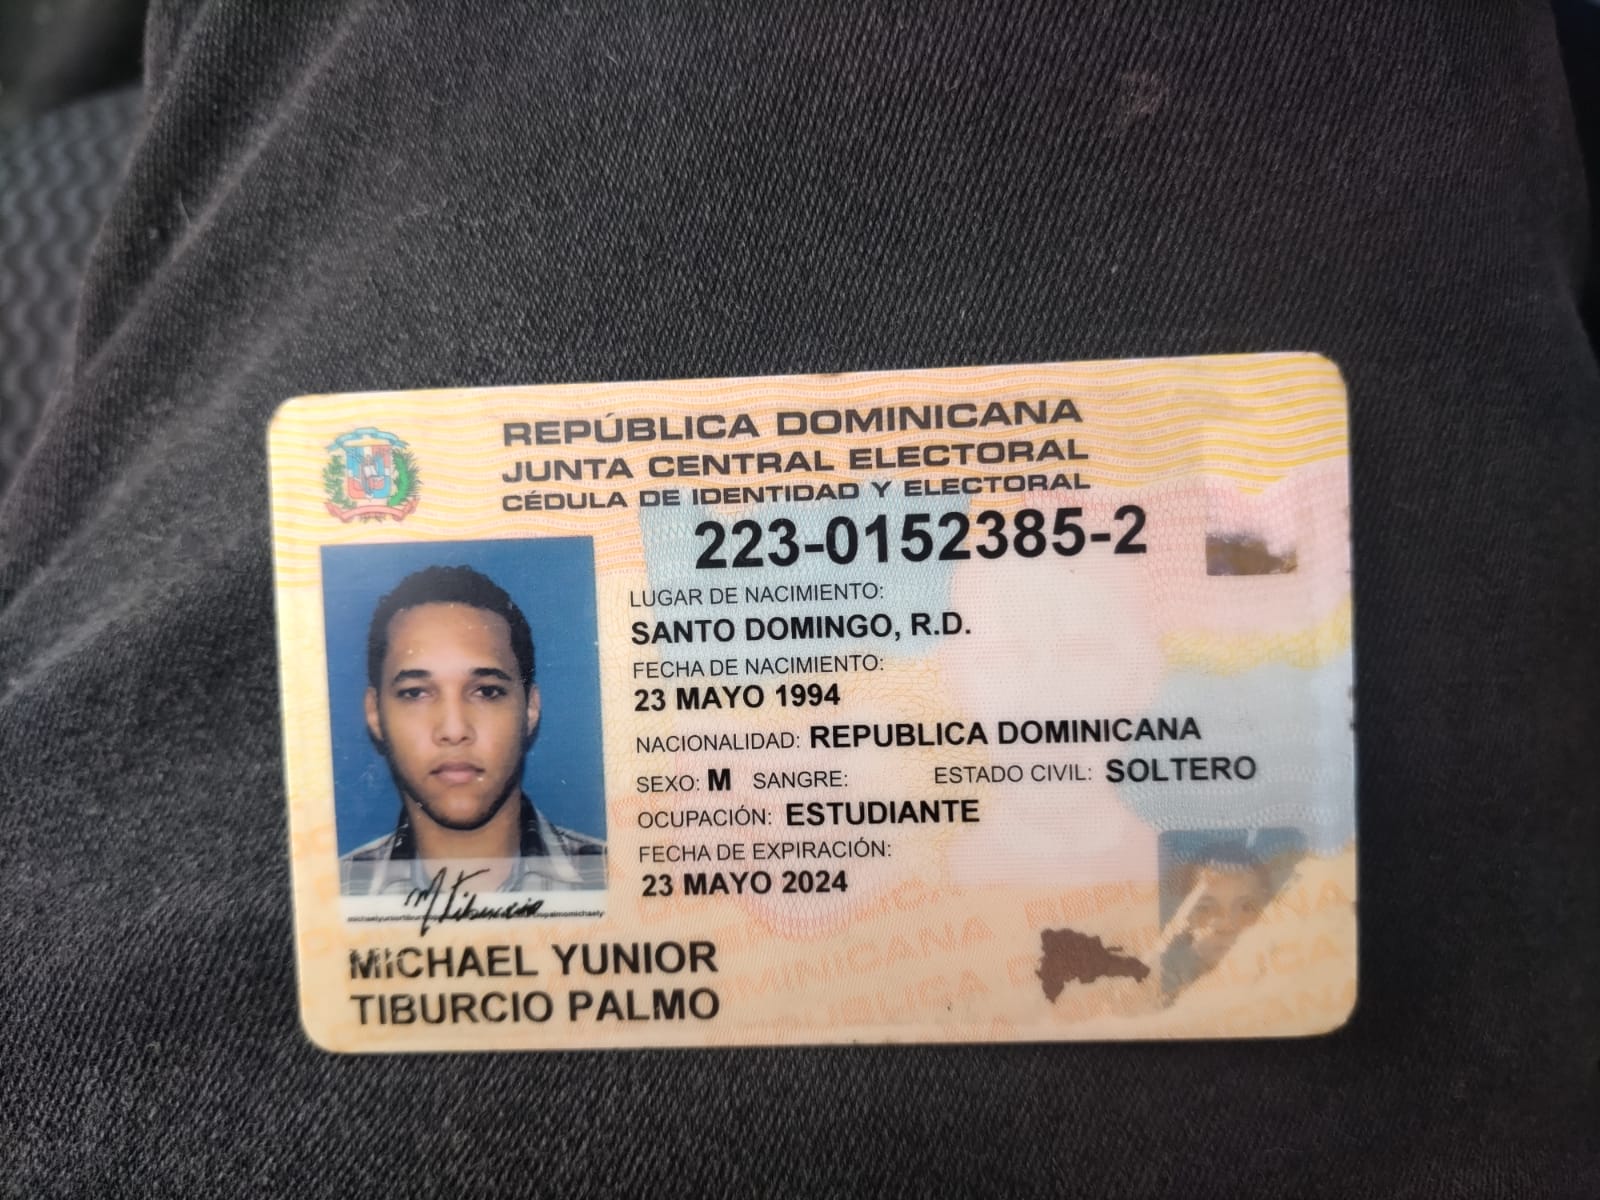 REPÚBLICA DOMINICANA
JUNTA CENTRAL ELECTORAL
CÉDULA DE IDENTIDAD Y ELECTORAL
223-0152385-2
LUGAR DE NACIMIENTO:
SANTO DOMINGO, R.D.
FECHA DE NACIMIENTO:
23 MAYO 1994
NACIONALIDAD: REPUBLICA DOMINICANA
SEXO: M SANGRE: ESTADO CIVIL: SOLTERO
OCUPACIÓN: ESTUDIANTE
FECHA DE EXPIRACIÓN:
23 MAYO 2024
M Tiburcio
MICHAEL YUNIOR
TIBURCIO PALMO